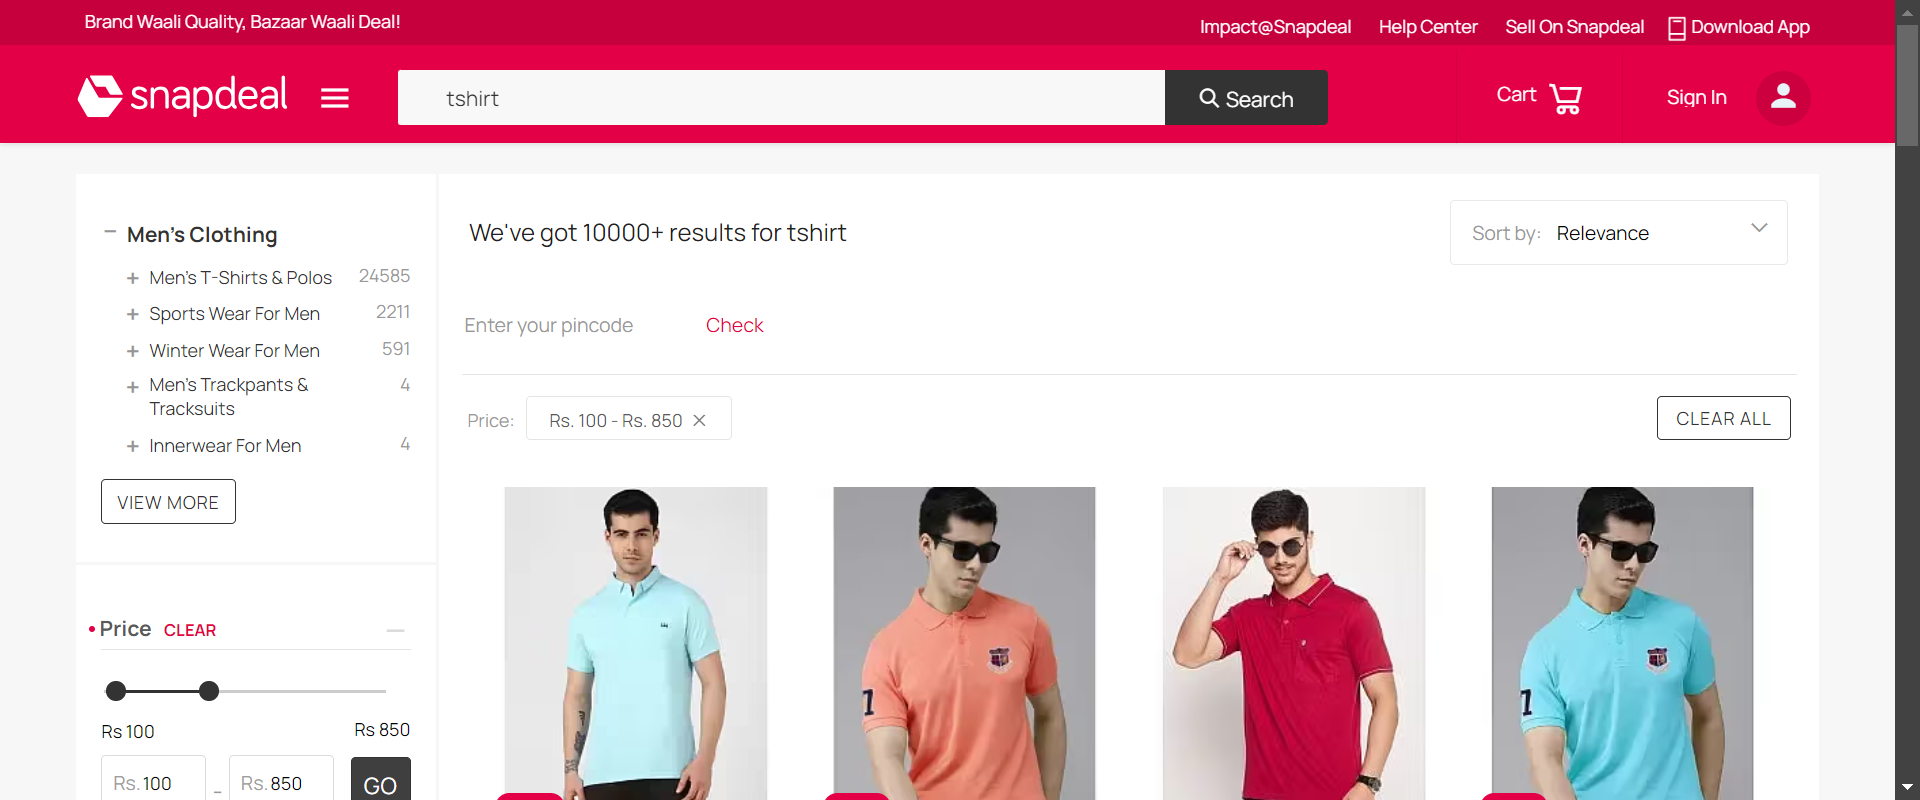 Brand Waali Quality, Bazaar Waali Deal!
Impact@Snapdeal Help Center Sell On Snapdeal Download App
snapdeal
tshirt
Search
Cart
Sign In
Men's Clothing
Men's T-Shirts & Polos 24585
Sports Wear For Men 2211
Winter Wear For Men 591
Men's Trackpants & 4
Tracksuits
Innerwear For Men 4
VIEW MORE
Price CLEAR
Rs 100 Rs 850
Rs. 100 - Rs. 850 GO
We've got 10000+ results for tshirt
Sort by: Relevance
Enter your pincode Check
Price: Rs. 100 - Rs. 850
CLEAR ALL